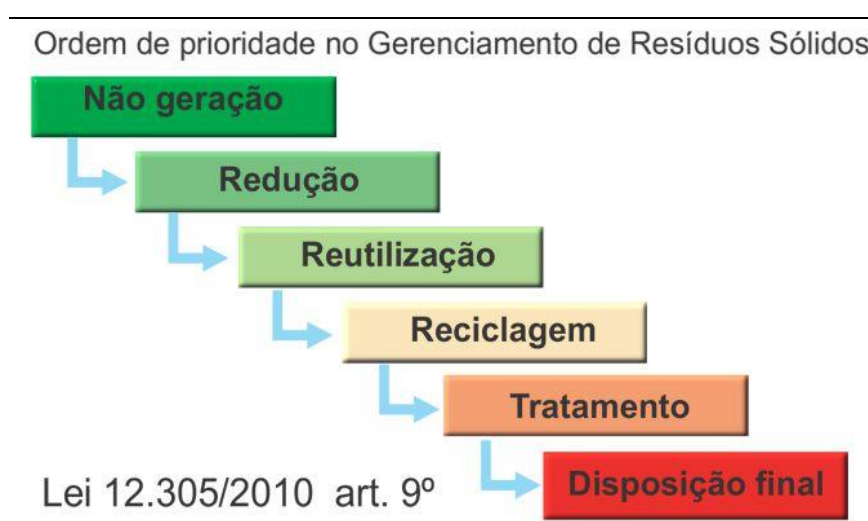 Ordem de prioridade no Gerenciamento de Resíduos Sólidos
Não geração
Redução
Reutilização
Reciclagem
Tratamento
Disposição final
Lei 12.305/2010 art. 9º